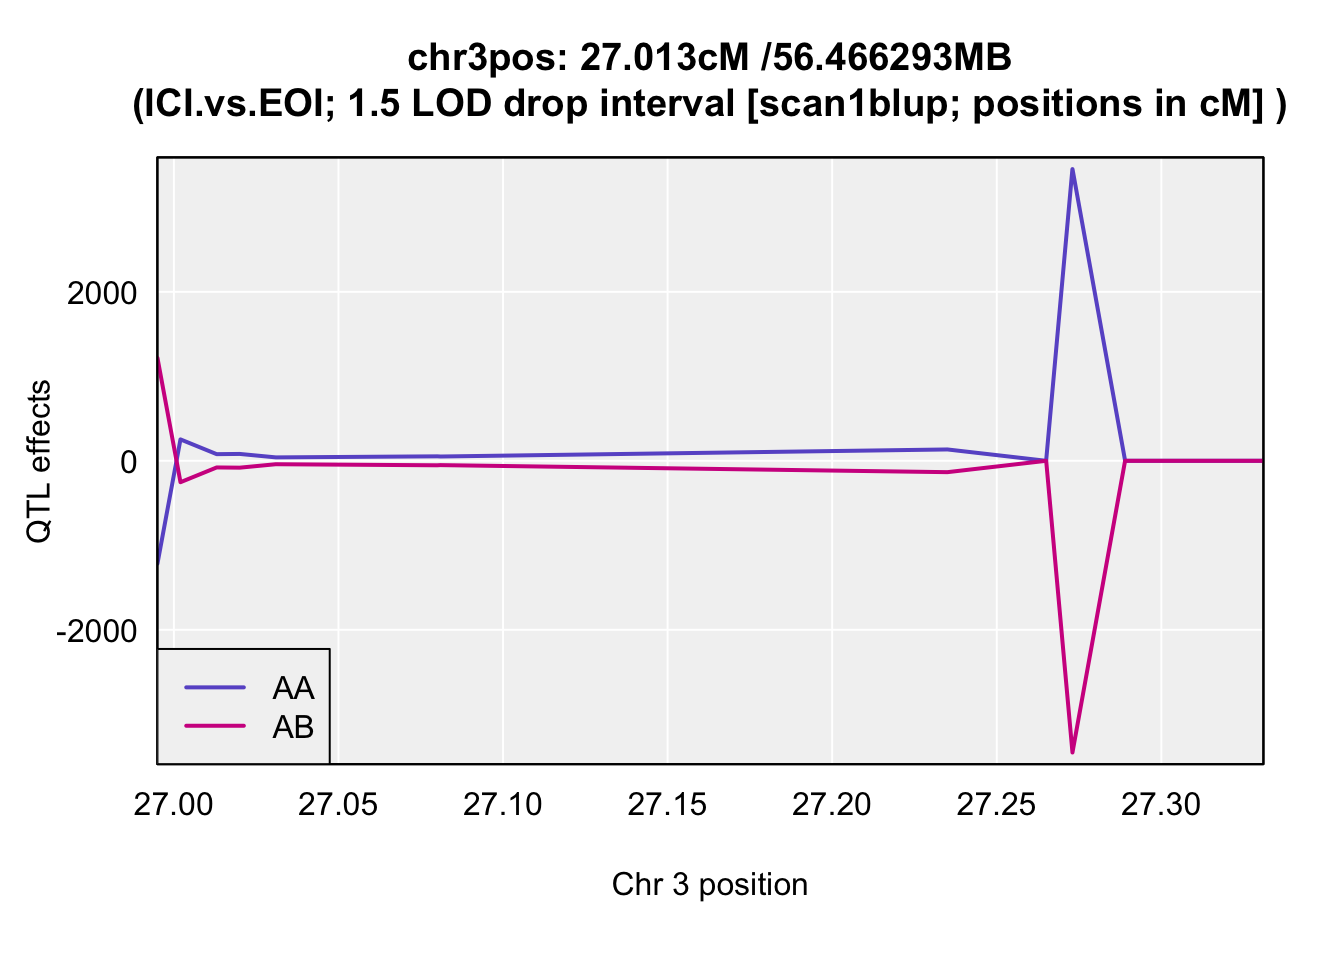 chr3pos: 27.013cM /56.466293MB
(ICI.vs.EOI; 1.5 LOD drop interval [scan1blup; positions in cM] )
QTL effects
2000
0
-2000
AA
AB
27.00 27.05 27.10 27.15 27.20 27.25 27.30
Chr 3 position